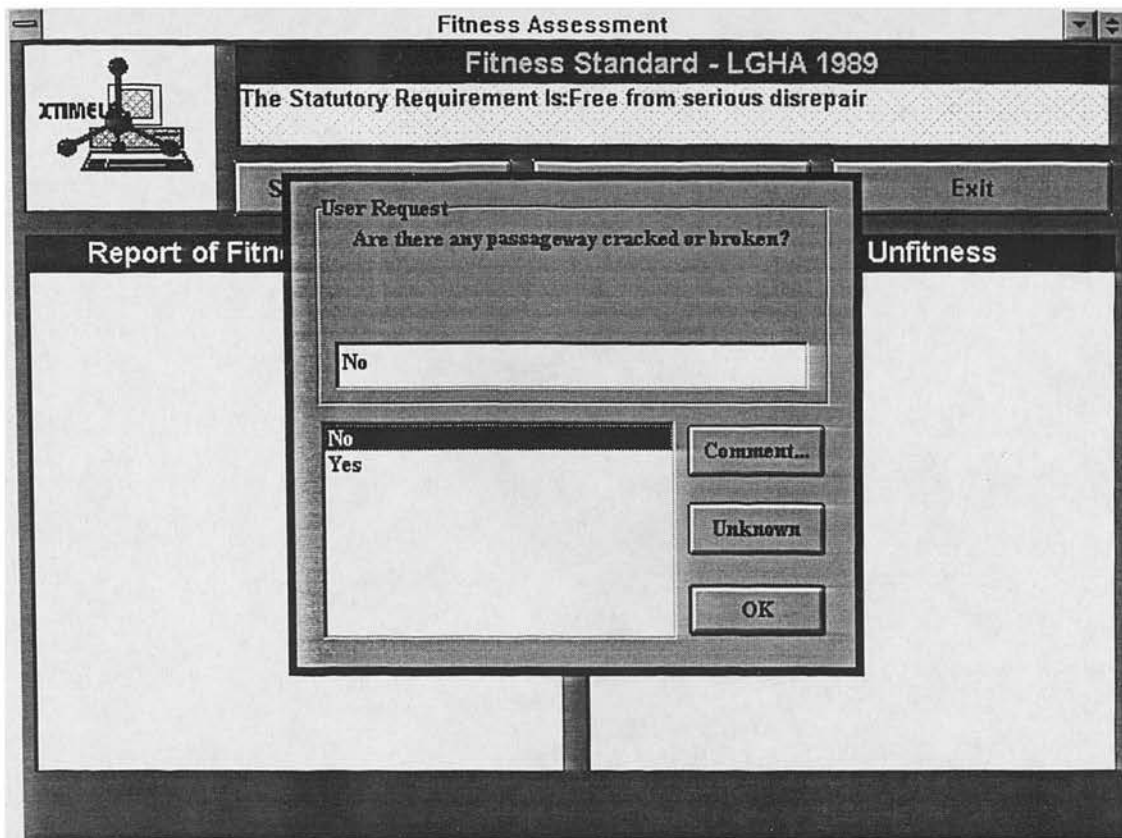 Fitness Assessment
Fitness Standard - LGHA 1989
The Statutory Requirement Is:Free from serious disrepair
XTIMEL
S
Exit
User Request
Are there any passageway cracked or broken?
Report of Fitn
Unfitness
No
No
Yes
Comment...
Unknown
OK